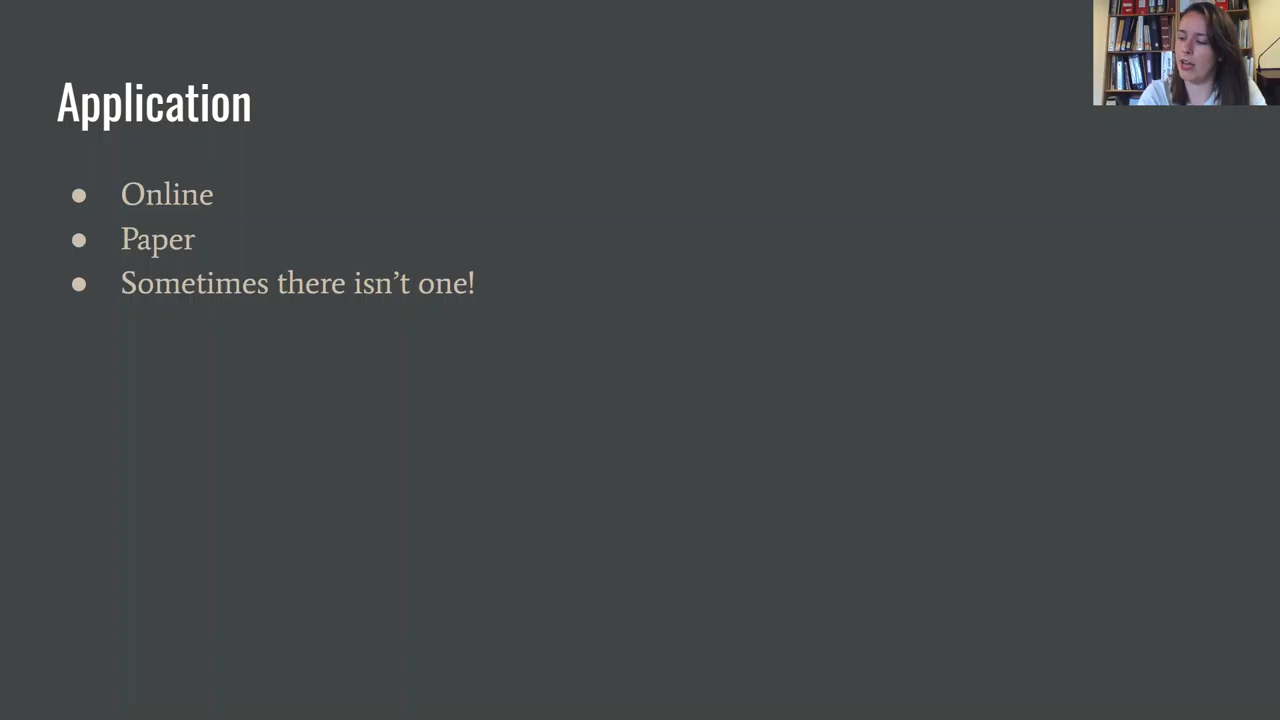 Application
● Online
● Paper
● Sometimes there isn’t one!